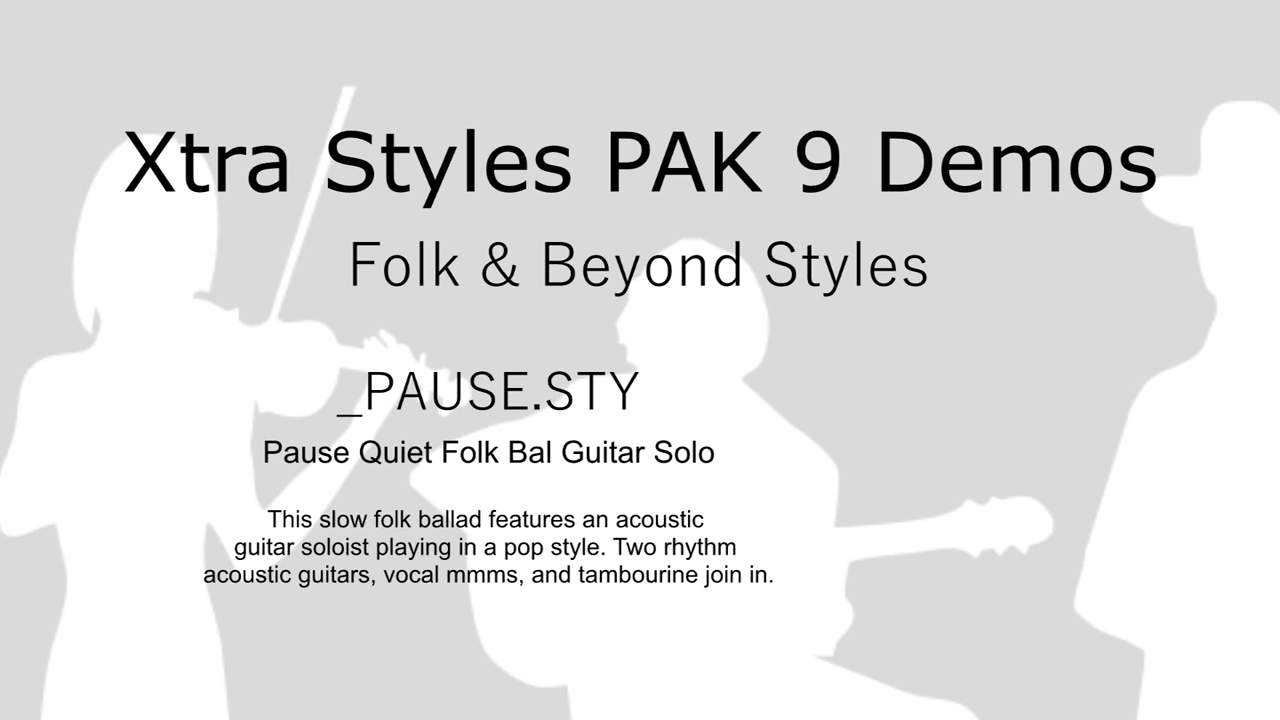 Xtra Styles PAK 9 Demos
Folk & Beyond Styles
_PAUSE.STY
Pause Quiet Folk Bal Guitar Solo
This slow folk ballad features an acoustic
guitar soloist playing in a pop style. Two rhythm
acoustic guitars, vocal mmms, and tambourine join in.